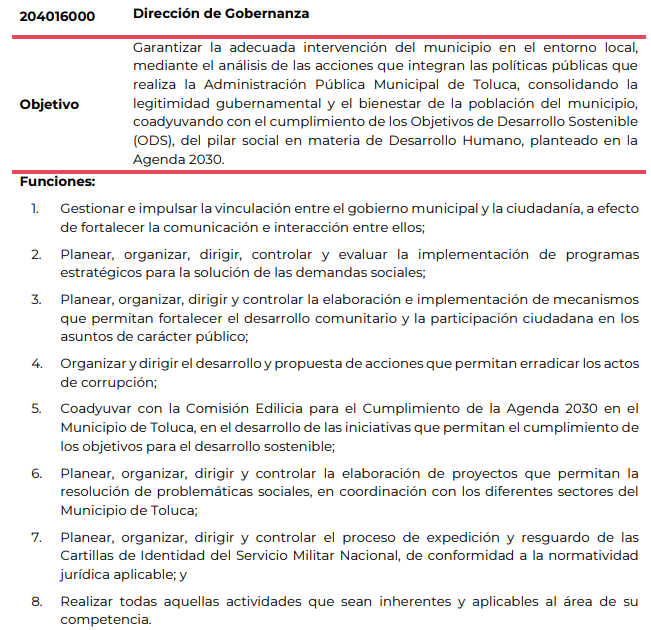 204016000 Dirección de Gobernanza
Garantizar la adecuada intervención del municipio en el entorno local,
mediante el análisis de las acciones que integran las políticas públicas que
realiza la Administración Pública Municipal de Toluca, consolidando la
Objetivo legitimidad gubernamental y el bienestar de la población del municipio,
coadyuvando con el cumplimiento de los Objetivos de Desarrollo Sostenible
(ODS), del pilar social en materia de Desarrollo Humano, planteado en la
Agenda 2030.
Funciones:
1. Gestionar e impulsar la vinculación entre el gobierno municipal y la ciudadanía, a efecto
de fortalecer la comunicación e interacción entre ellos;
2. Planear, organizar, dirigir, controlar y evaluar la implementación de programas
estratégicos para la solución de las demandas sociales;
3. Planear, organizar, dirigir y controlar la elaboración e implementación de mecanismos
que permitan fortalecer el desarrollo comunitario y la participación ciudadana en los
asuntos de carácter público;
4. Organizar y dirigir el desarrollo y propuesta de acciones que permitan erradicar los actos
de corrupción;
5. Coadyuvar con la Comisión Edilicia para el Cumplimiento de la Agenda 2030 en el
Municipio de Toluca, en el desarrollo de las iniciativas que permitan el cumplimiento de
los objetivos para el desarrollo sostenible;
6. Planear, organizar, dirigir y controlar la elaboración de proyectos que permitan la
resolución de problemáticas sociales, en coordinación con los diferentes sectores del
Municipio de Toluca;
7. Planear, organizar, dirigir y controlar el proceso de expedición y resguardo de las
Cartillas de Identidad del Servicio Militar Nacional, de conformidad a la normatividad
jurídica aplicable; y
8. Realizar todas aquellas actividades que sean inherentes y aplicables al área de su
competencia.